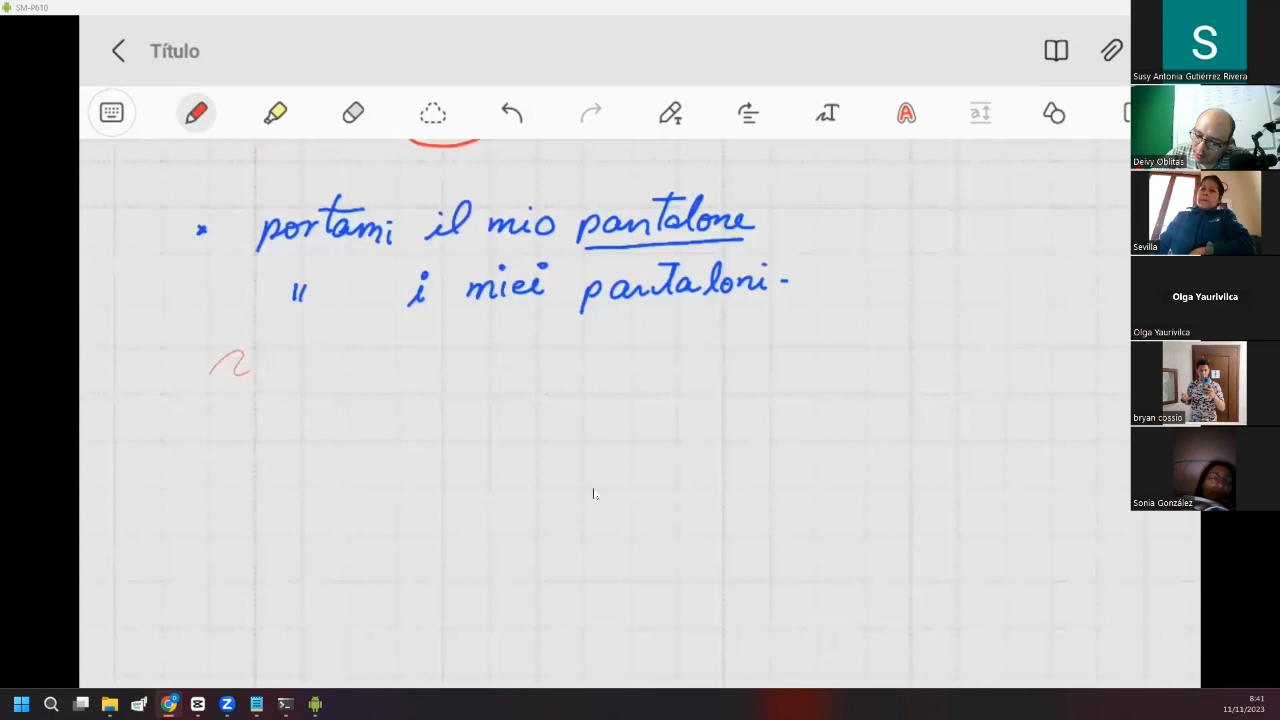 SM-P610
Título
portami il mio pantalone
" i miei pantaloni -
S
Susy Antonia Gutiérrez Rivera
Deivy Oblitas
Sevilla
Olga Yaurivilca
Olga Yaurivilca
bryan cossio
Sonia González
8:41
11/11/2023